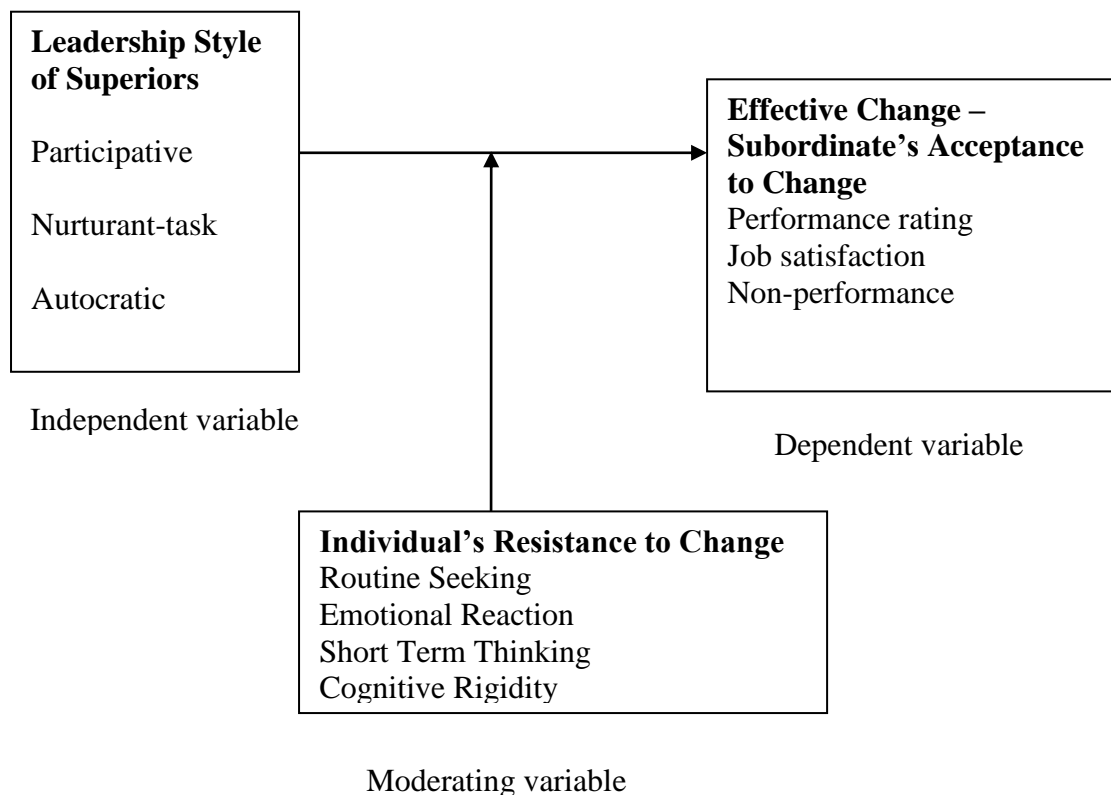 Leadership Style
of Superiors
Participative
Nurturant-task
Autocratic
Independent variable
Effective Change –
Subordinate's Acceptance
to Change
Performance rating
Job satisfaction
Non-performance
Dependent variable
Individual's Resistance to Change
Routine Seeking
Emotional Reaction
Short Term Thinking
Cognitive Rigidity
Moderating variable